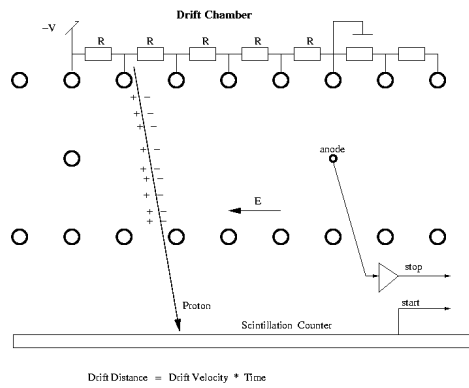 Drift Chamber
–V
R R R R R
+ –
+ –
+ –
+ –
+ –
+ –
+ –
+ –
+ –
anode
E
stop
start
Proton
Scintillation Counter
Drift Distance = Drift Velocity * Time